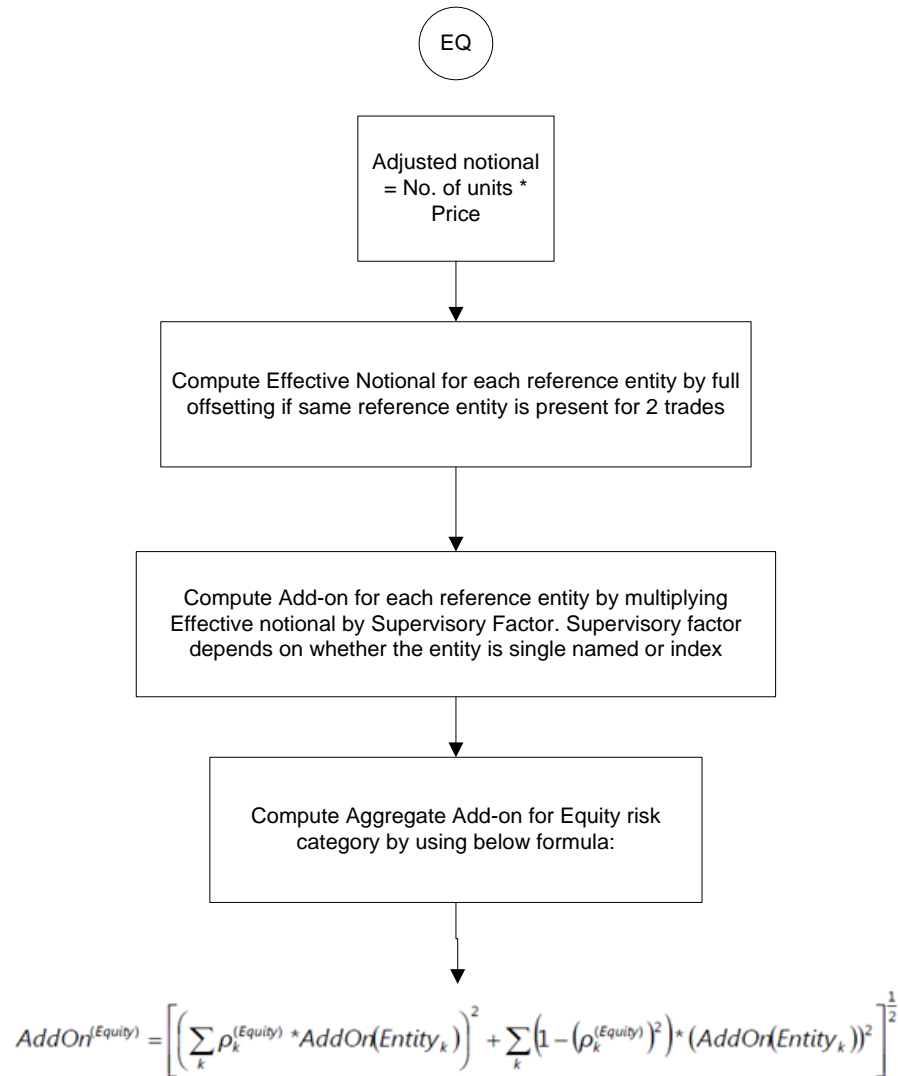 EQ
Adjusted notional
= No. of units *
Price
Compute Effective Notional for each reference entity by full
offsetting if same reference entity is present for 2 trades
Compute Add-on for each reference entity by multiplying
Effective notional by Supervisory Factor. Supervisory factor
depends on whether the entity is single named or index
Compute Aggregate Add-on for Equity risk
category by using below formula:
AddOn^(Equity) = [(∑_k ρ_k^(Equity) *AddOn(Entity_k))^2 + ∑_k (1 − (ρ_k^(Equity))^2) * (AddOn(Entity_k))^2]^(1/2)